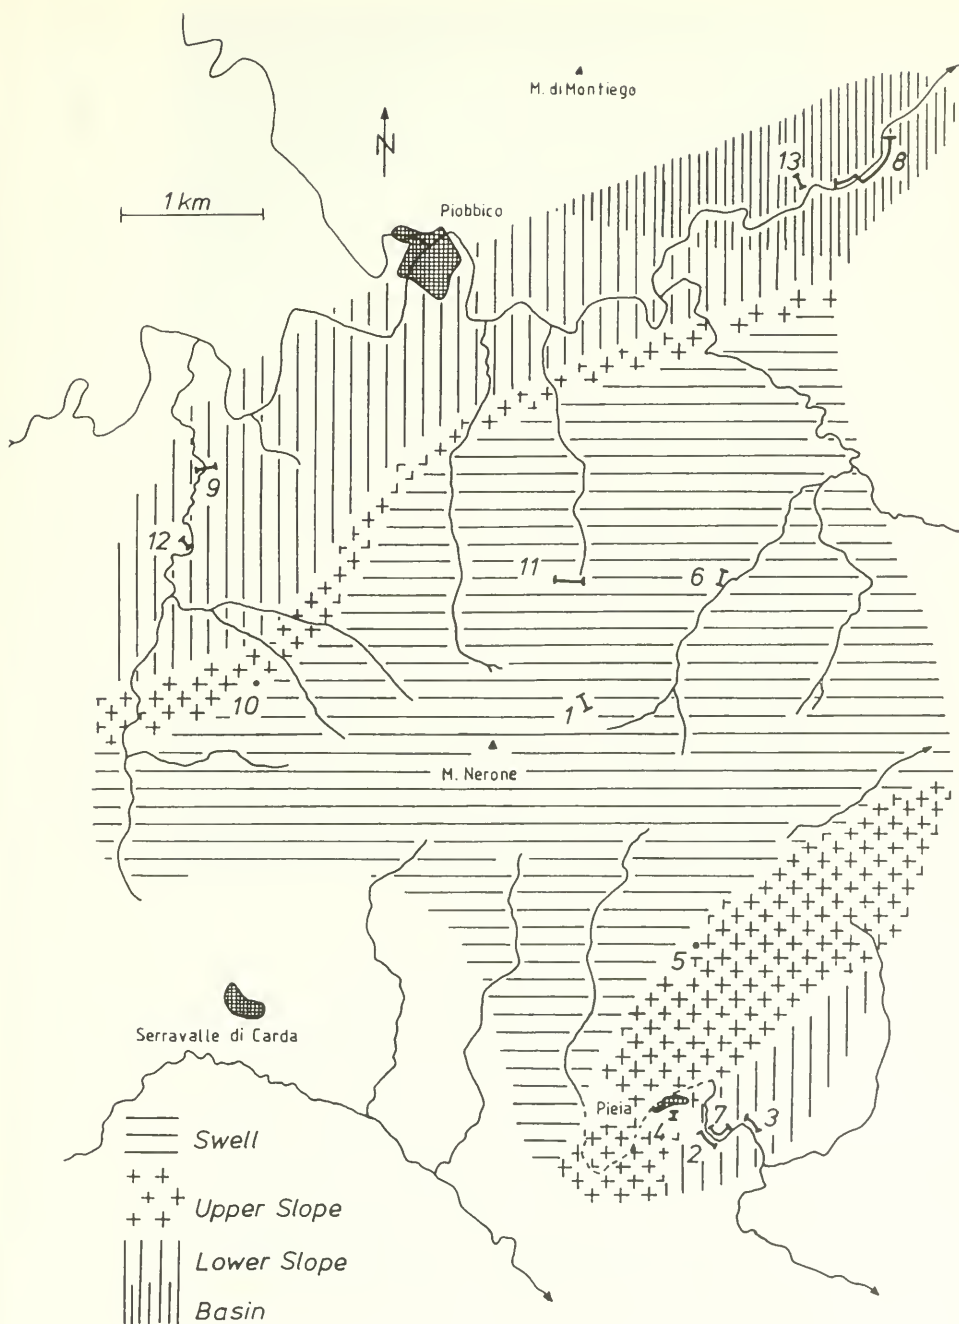 M. di Montiego
N
13
8
1 km
Piobbico
9
12
11
6
10
1
M. Nerone
5
Serravalle di Carda
Pieia
7
3
4
2
Swell
Upper Slope
Lower Slope
Basin